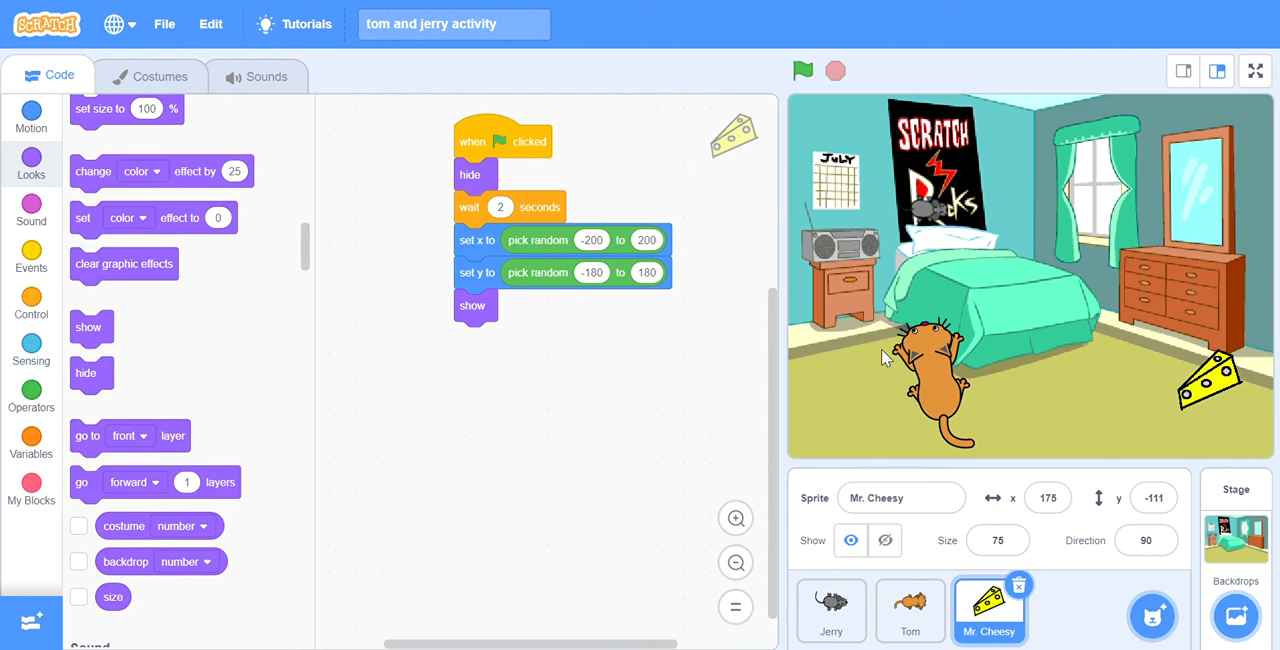 SCRATCH
File
Edit
Tutorials
tom and jerry activity
Code
Costumes
Sounds
Motion
Looks
Sound
Events
Control
Sensing
Operators
Variables
My Blocks
set size to 100 %
change color effect by 25
set color effect to 0
clear graphic effects
show
hide
go to front layer
go forward 1 layers
costume number
backdrop number
size
Sound
when clicked
hide
wait 2 seconds
set x to pick random -200 to 200
set y to pick random -180 to 180
show
JULY
SCRATCH
Sprite Mr. Cheesy x 175 y -111
Show Size 75 Direction 90
Jerry
Tom
Mr. Cheesy
Stage
Backdrops